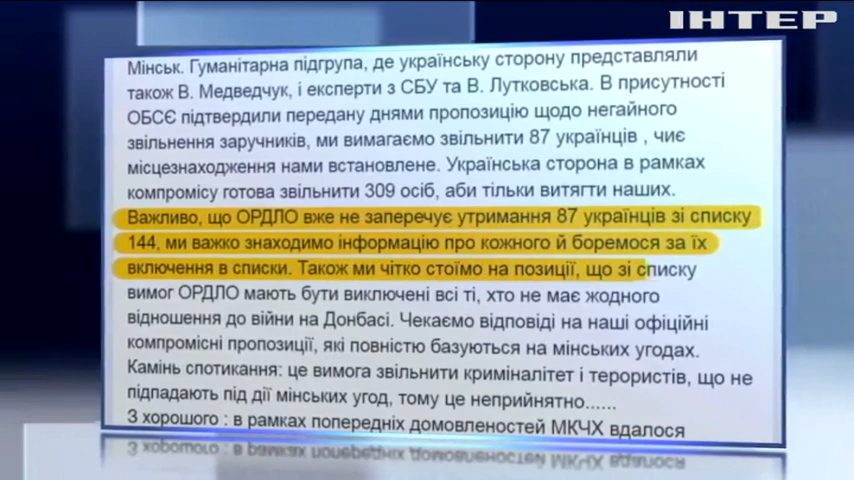 ІНТЕР
Мінськ. Гуманітарна підгрупа, де українську сторону представляли
також В. Медведчук, і експерти з СБУ та В. Лутковська. В присутності
ОБСЄ підтвердили передану днями пропозицію щодо негайного
звільнення заручників, ми вимагаємо звільнити 87 українців , чиє
місцезнаходження нами встановлене. Українська сторона в рамках
компромісу готова звільнити 309 осіб, аби тільки витягти наших.
Важливо, що ОРДЛО вже не заперечує утримання 87 українців зі списку
144, ми важко знаходимо інформацію про кожного й боремося за їх
включення в списки. Також ми чітко стоїмо на позиції, що зі списку
вимог ОРДЛО мають бути виключені всі ті, хто не має жодного
відношення до війни на Донбасі. Чекаємо відповіді на наші офіційні
компромісні пропозиції, які повністю базуються на мінських угодах.
Камінь спотикання: це вимога звільнити криміналітет і терористів, що не
підпадають під дії мінських угод, тому це неприйнятно......
З хорошого : в рамках попередніх домовленостей МКЧХ вдалося